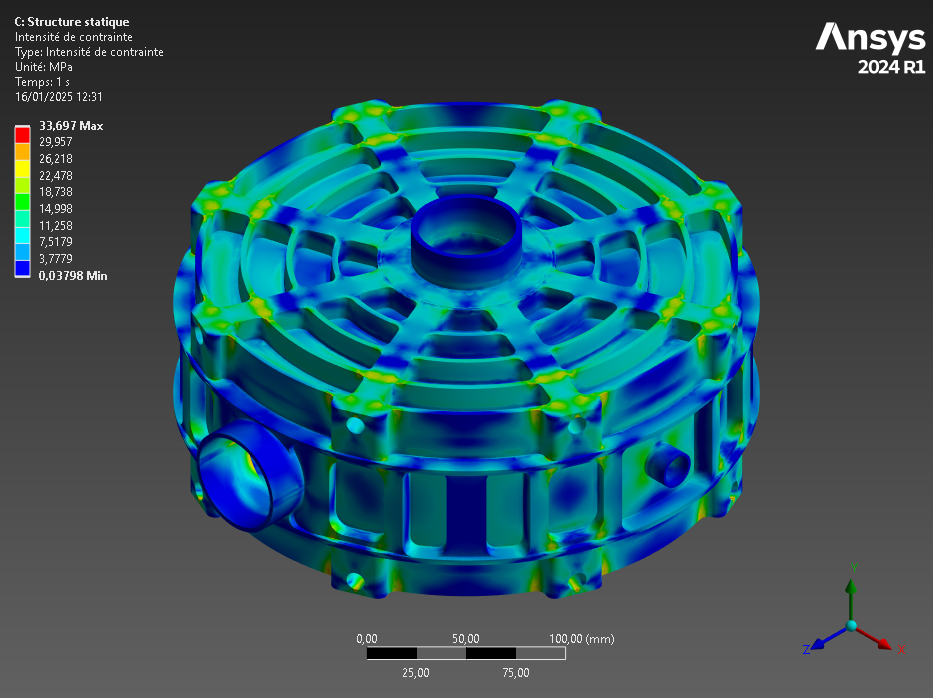 C: Structure statique
Intensité de contrainte
Type: Intensité de contrainte
Unité: MPa
Temps: 1 s
16/01/2025 12:31
33,697 Max
29,957
26,218
22,478
18,738
14,998
11,258
7,5179
3,7779
0,03798 Min
Ansys
2024 R1
0,00 50,00 100,00 (mm)
25,00 75,00
Y
Z X